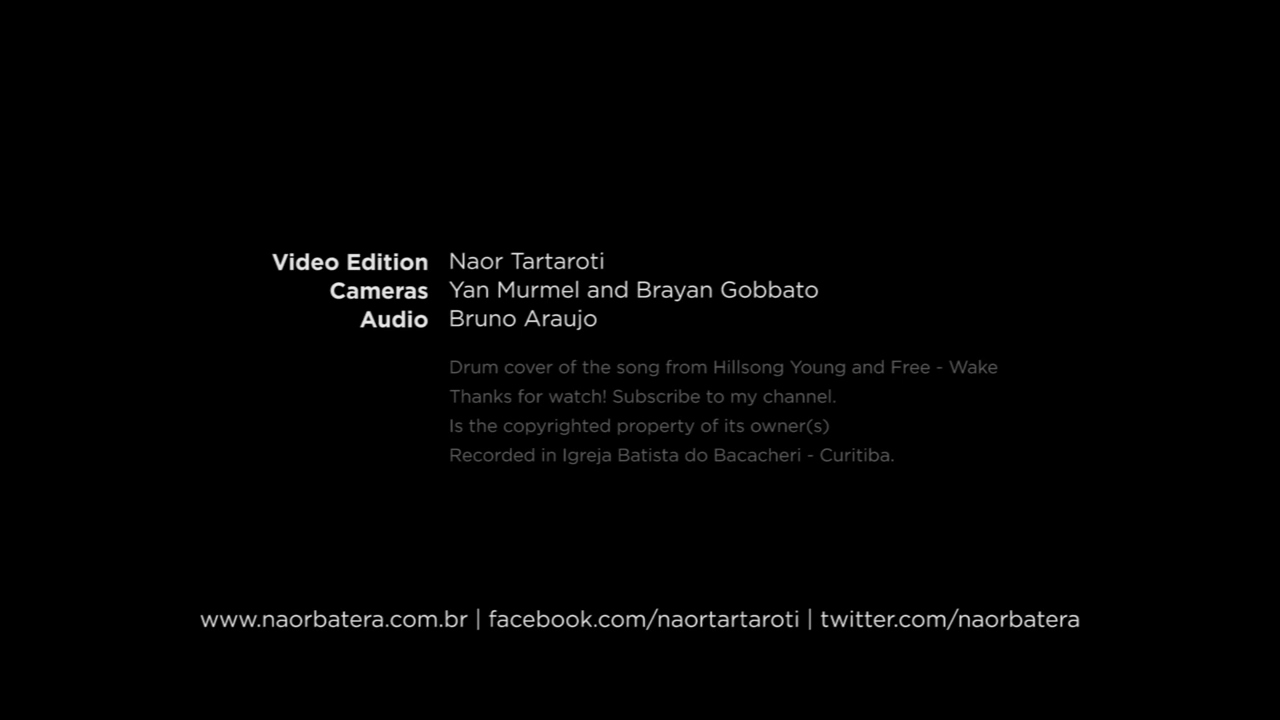 Video Edition Naor Tartaroti
Cameras Yan Murmel and Brayan Gobbato
Audio Bruno Araujo
Drum cover of the song from Hillsong Young and Free - Wake
Thanks for watch! Subscribe to my channel.
Is the copyrighted property of its owner(s)
Recorded in Igreja Batista do Bacacheri - Curitiba.
www.naorbatera.com.br | facebook.com/naortartaroti | twitter.com/naorbatera